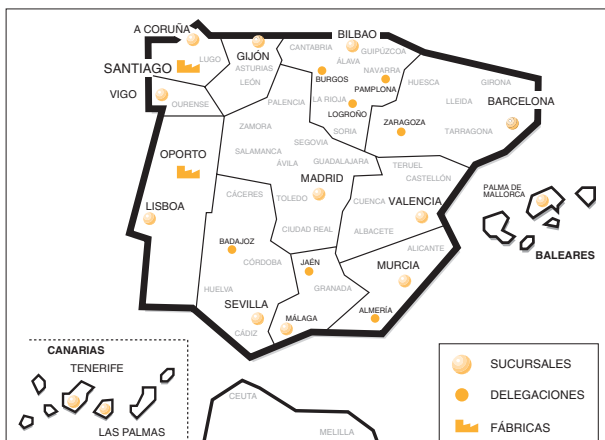 A CORUÑA
BILBAO
GIJÓN
CANTABRIA
GUIPÚZCOA
LUGO
ASTURIAS
ÁLAVA
SANTIAGO
LEÓN
BURGOS
NAVARRA
PAMPLONA
HUESCA
GIRONA
VIGO
OURENSE
PALENCIA
LA RIOJA
LOGROÑO
LLEIDA
BARCELONA
ZAMORA
SORIA
ZARAGOZA
TARRAGONA
SEGOVIA
OPORTO
SALAMANCA
ÁVILA
GUADALAJARA
TERUEL
CASTELLÓN
MADRID
CÁCERES
TOLEDO
CUENCA
VALENCIA
PALMA DE
MALLORCA
LISBOA
CIUDAD REAL
ALBACETE
BADAJOZ
ALICANTE
BALEARES
CÓRDOBA
JAÉN
MURCIA
HUELVA
GRANADA
SEVILLA
MÁLAGA
ALMERÍA
CÁDIZ
CANARIAS
TENERIFE
LAS PALMAS
CEUTA
MELILLA
SUCURSALES
DELEGACIONES
FÁBRICAS